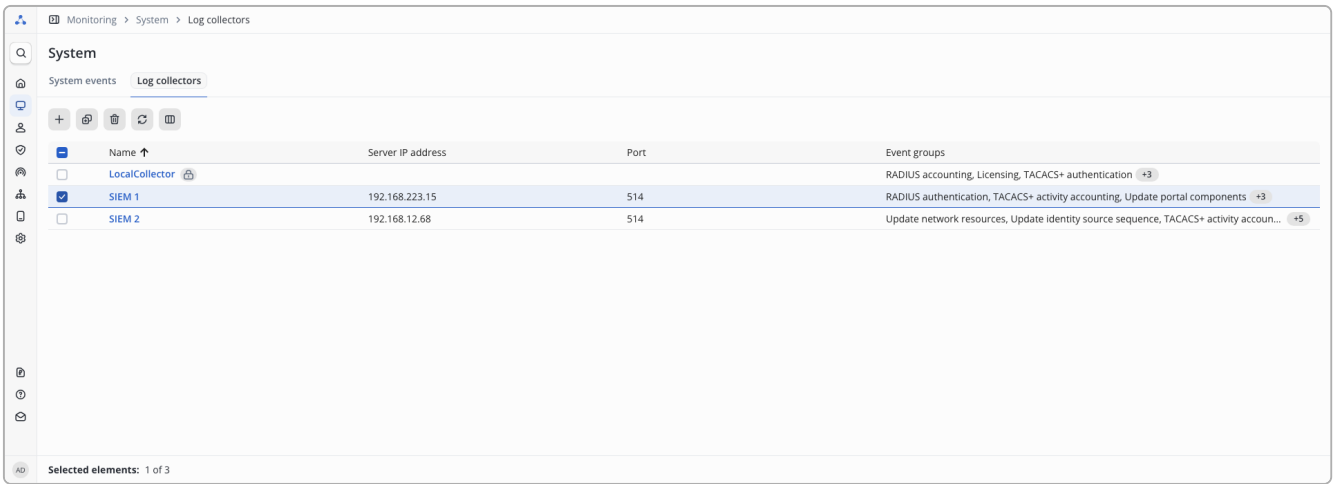 Monitoring > System > Log collectors
System
System events Log collectors
Name Server IP address Port Event groups
LocalCollector RADIUS accounting, Licensing, TACACS+ authentication +3
SIEM 1 192.168.223.15 514 RADIUS authentication, TACACS+ activity accounting, Update portal components +3
SIEM 2 192.168.12.68 514 Update network resources, Update identity source sequence, TACACS+ activity accoun... +5
AD Selected elements: 1 of 3